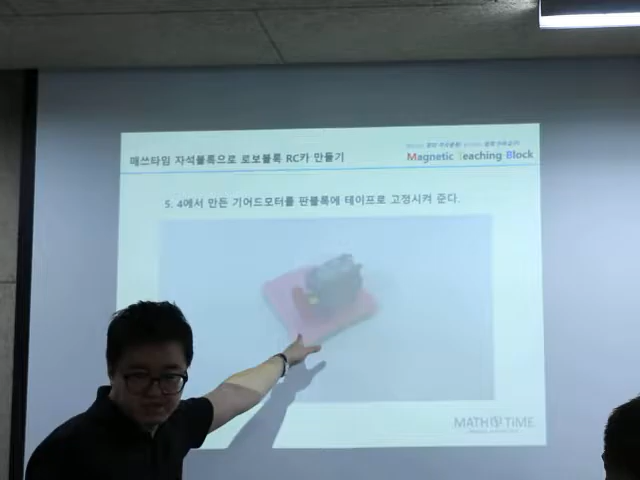 매쓰타임 자석블록으로 로보블록 RC카 만들기
Magnetic Teaching Block
5. 4에서 만든 기어드모터를 판블록에 테이프로 고정시켜 준다.
MATH TIME